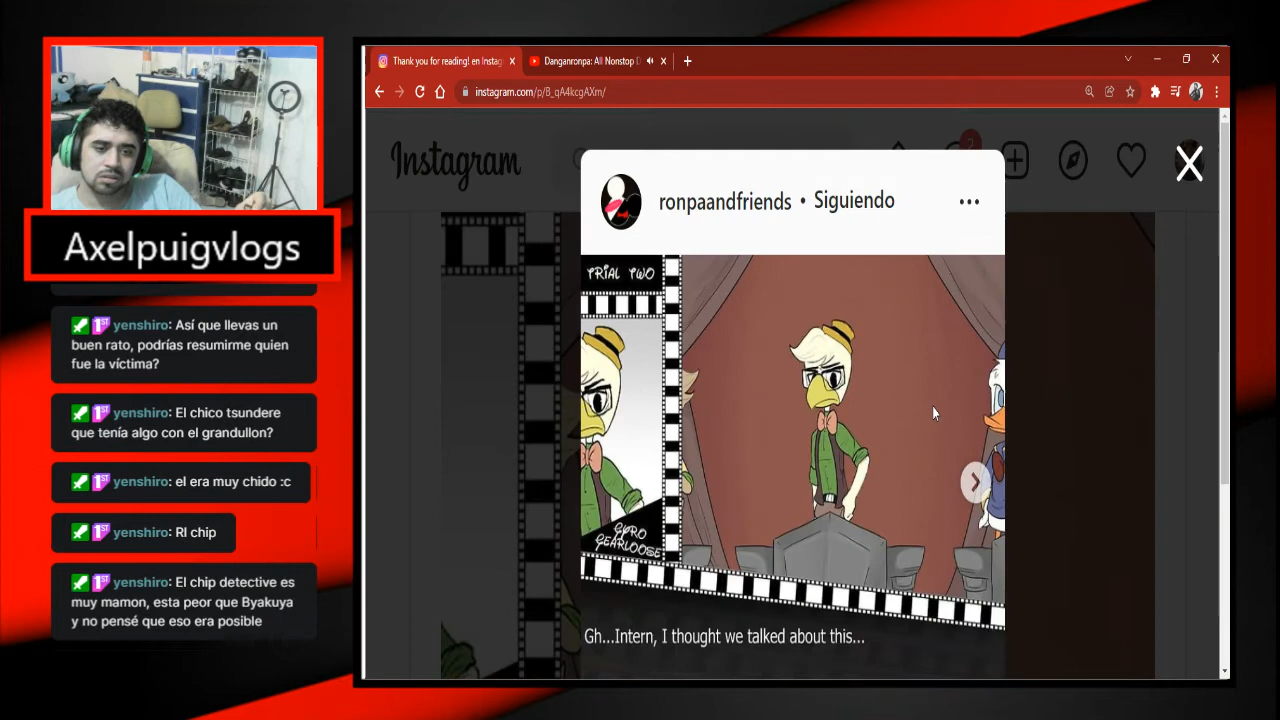 Axelpuigvlogs
yenshiro: Así que llevas un
buen rato, podrías resumirme quien
fue la víctima?
yenshiro: El chico tsundere
que tenía algo con el grandullon?
yenshiro: el era muy chido :c
yenshiro: RI chip
yenshiro: El chip detective es
muy mamon, esta peor que Byakuya
y no pensé que eso era posible
Thank you for reading! en Instag
Danganronpa: All Nonstop D
instagram.com/p/B_qA4kcgAXm/
Instagram
2
ronpaandfriends • Siguiendo
TRIAL TWO
GYRO
GEARLOOSE
Gh...Intern, I thought we talked about this...